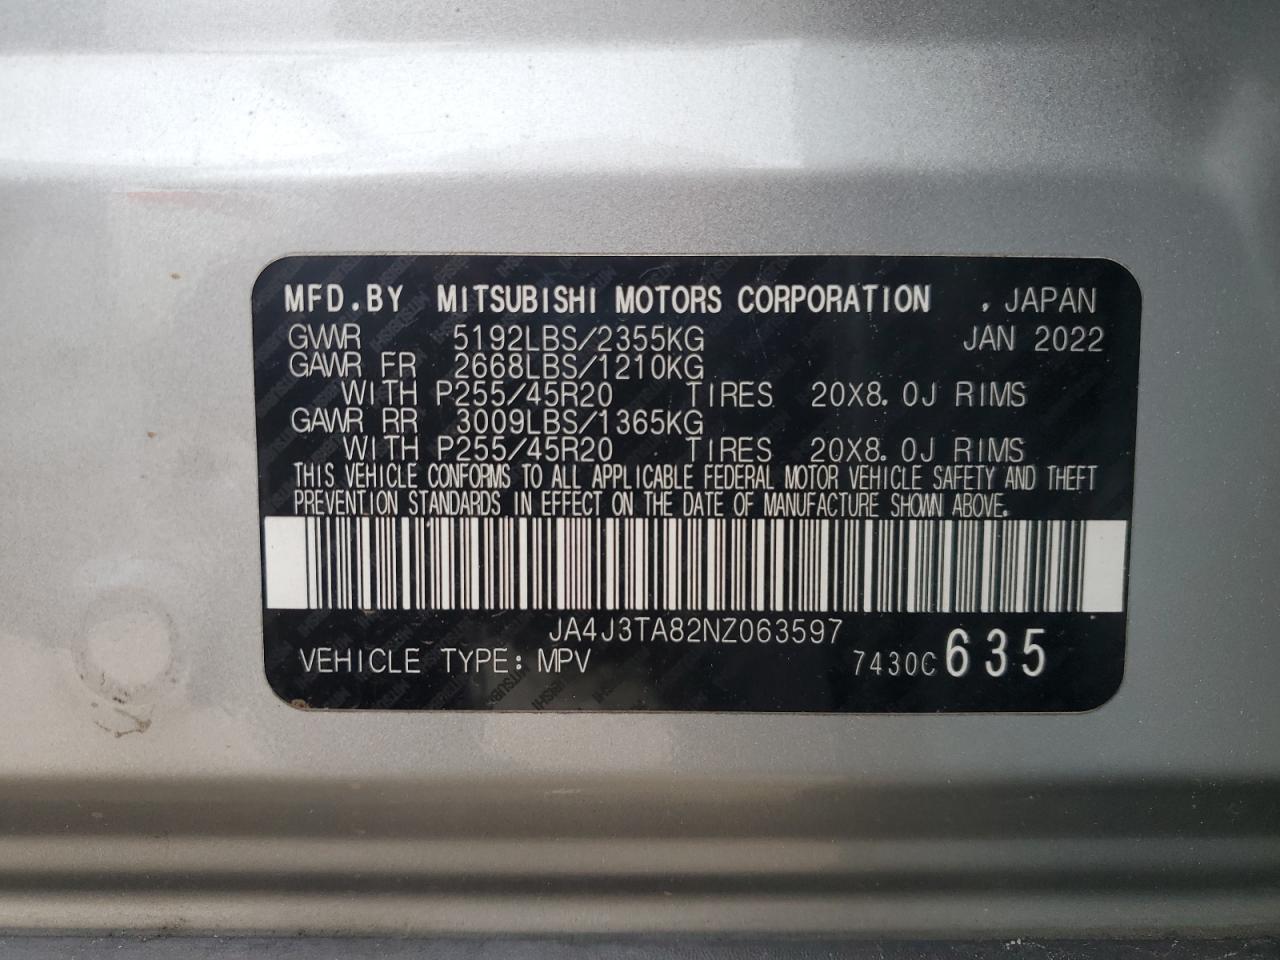 MFD.BY MITSUBISHI MOTORS CORPORATION , JAPAN
GVWR 5192LBS/2355KG JAN 2022
GAWR FR 2668LBS/1210KG
WITH P255/45R20 TIRES 20X8.0J RIMS
GAWR RR 3009LBS/1365KG
WITH P255/45R20 TIRES 20X8.0J RIMS
THIS VEHICLE CONFORMS TO ALL APPLICABLE FEDERAL MOTOR VEHICLE SAFETY AND THEFT
PREVENTION STANDARDS IN EFFECT ON THE DATE OF MANUFACTURE SHOWN ABOVE.
JA4J3TA82NZ063597
VEHICLE TYPE: MPV 7430C 635